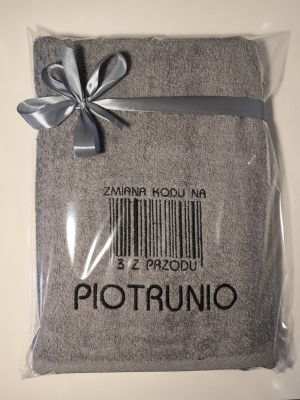 ZMIANA KODU NA
3 Z PRZODU
PIOTRUNIO